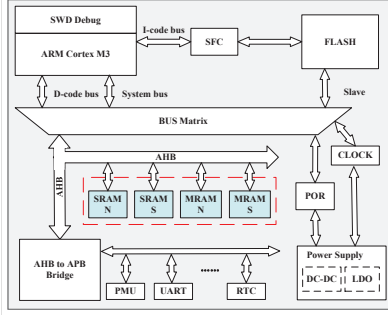 SWD Debug
ARM Cortex M3
I-code bus
SFC
FLASH
D-code bus
System bus
Slave
BUS Matrix
AHB
CLOCK
AHB
SRAM
N
SRAM
S
MRAM
N
MRAM
S
POR
AHB to APB
Bridge
......
PMU
UART
RTC
Power Supply
DC-DC
LDO